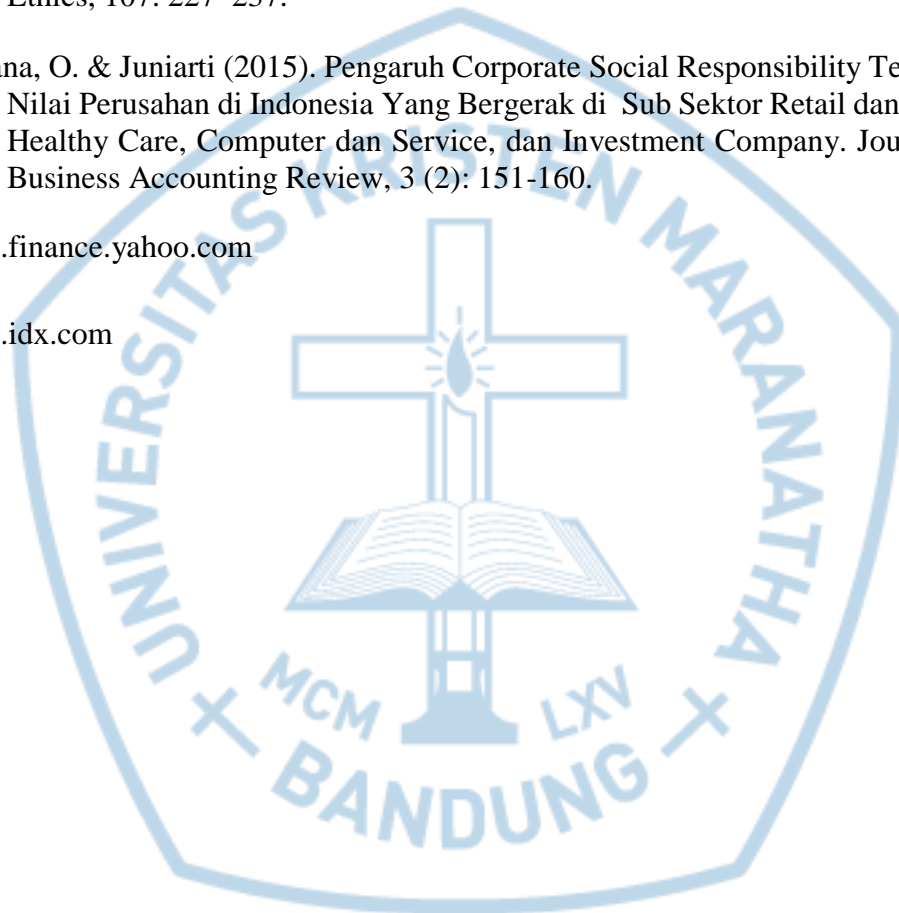 Ethics, 107: 227–237.
ana, O. & Juniarti (2015). Pengaruh Corporate Social Responsibility Te
Nilai Perusahan di Indonesia Yang Bergerak di Sub Sektor Retail dan
Healthy Care, Computer dan Service, dan Investment Company. Jou
Business Accounting Review, 3 (2): 151-160.
.finance.yahoo.com
.idx.com
UNIVERSITAS KRISTEN MARANATHA
MCM LXV
BANDUNG